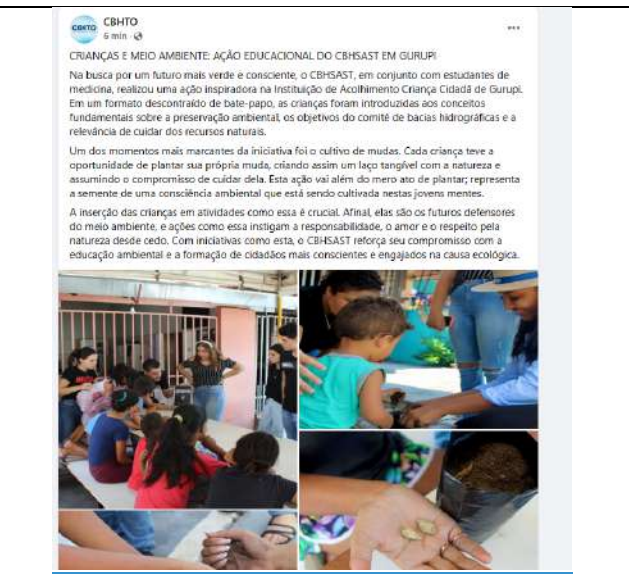 CBHTO
CBHTO
6 min ·
CRIANÇAS E MEIO AMBIENTE: AÇÃO EDUCACIONAL DO CBHSAST EM GURUPI
Na busca por um futuro mais verde e consciente, o CBHSAST, em conjunto com estudantes de
medicina, realizou uma ação inspiradora na Instituição de Acolhimento Criança Cidadã de Gurupi.
Em um formato descontraído de bate-papo, as crianças foram introduzidas aos conceitos
fundamentais sobre a preservação ambiental, os objetivos do comitê de bacias hidrográficas e a
relevância de cuidar dos recursos naturais.
Um dos momentos mais marcantes da iniciativa foi o cultivo de mudas. Cada criança teve a
oportunidade de plantar sua própria muda, criando assim um laço tangível com a natureza e
assumindo o compromisso de cuidar dela. Esta ação vai além do mero ato de plantar; representa
a semente de uma consciência ambiental que está sendo cultivada nestas jovens mentes.
A inserção das crianças em atividades como essa é crucial. Afinal, elas são os futuros defensores
do meio ambiente, e ações como essa instigam a responsabilidade, o amor e o respeito pela
natureza desde cedo. Com iniciativas como esta, o CBHSAST reforça seu compromisso com a
educação ambiental e a formação de cidadãos mais conscientes e engajados na causa ecológica.